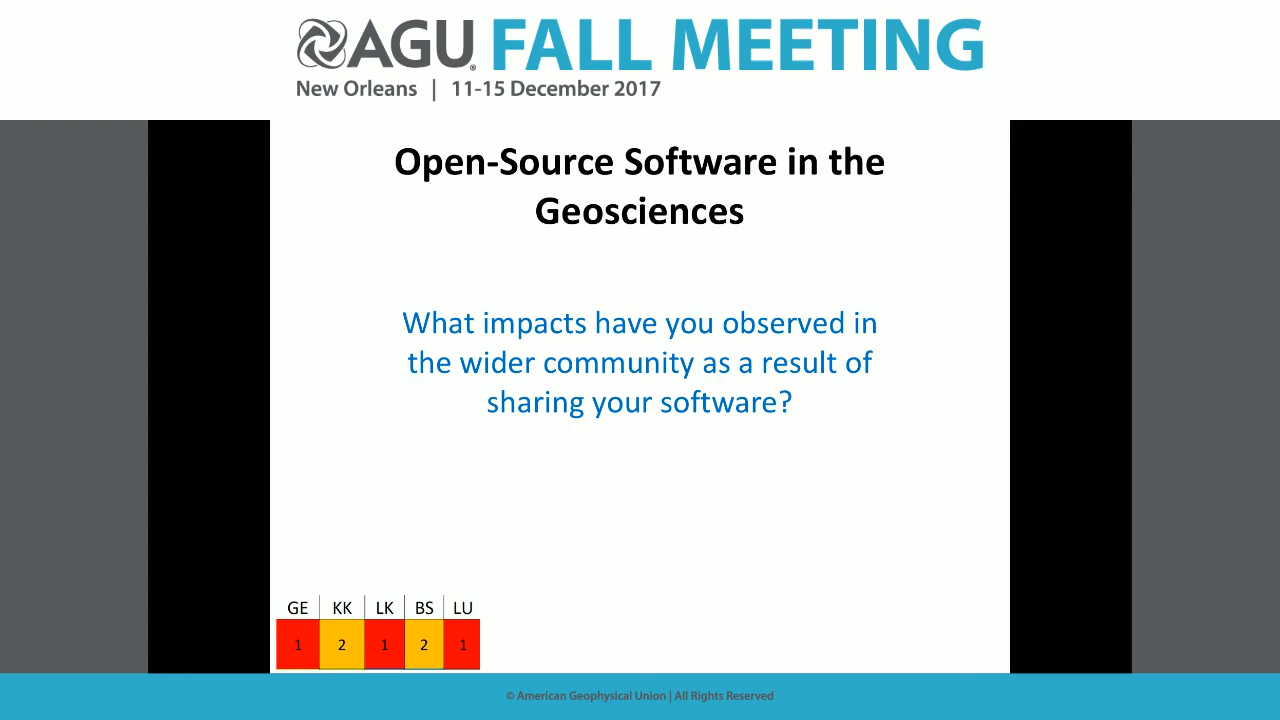 AGU FALL MEETING
New Orleans | 11-15 December 2017
Open-Source Software in the
Geosciences
What impacts have you observed in
the wider community as a result of
sharing your software?
GE KK LK BS LU
1 2 1 2 1
© American Geophysical Union | All Rights Reserved